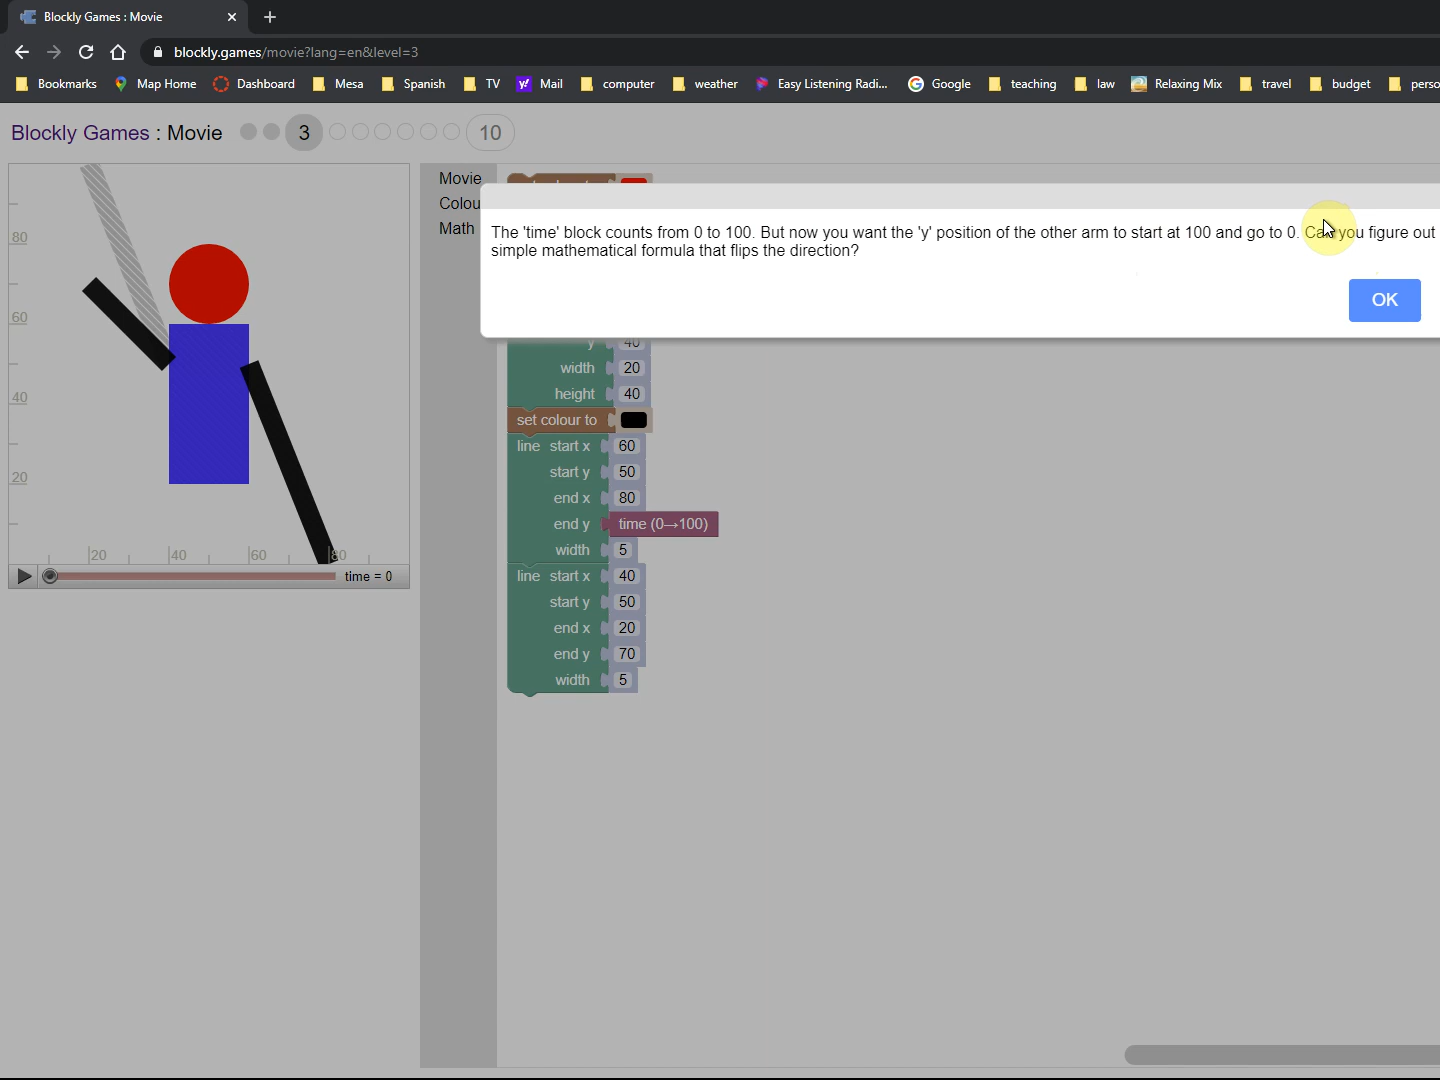 Blockly Games : Movie
blockly.games/movie?lang=en&level=3
Bookmarks Map Home Dashboard Mesa Spanish TV Mail computer weather Easy Listening Radi... Google teaching law Relaxing Mix travel budget perso
Blockly Games : Movie 3 10
Movie
Colou
Math
The 'time' block counts from 0 to 100. But now you want the 'y' position of the other arm to start at 100 and go to 0. Can you figure out
simple mathematical formula that flips the direction?
OK
80
60
40
20
20 40 60 80
time = 0
y 40
width 20
height 40
set colour to
line start x 60
start y 50
end x 80
end y time (0→100)
width 5
line start x 40
start y 50
end x 20
end y 70
width 5